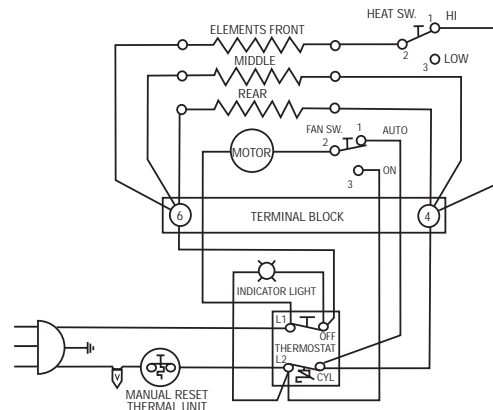 HEAT SW.
1
HI
ELEMENTS FRONT
2
MIDDLE
3
LOW
REAR
FAN SW.
1
AUTO
2
MOTOR
ON
3
6
TERMINAL BLOCK
4
INDICATOR LIGHT
L1
OFF
THERMOSTAT
L2
CYL
V
MANUAL RESET
THERMAL UNIT